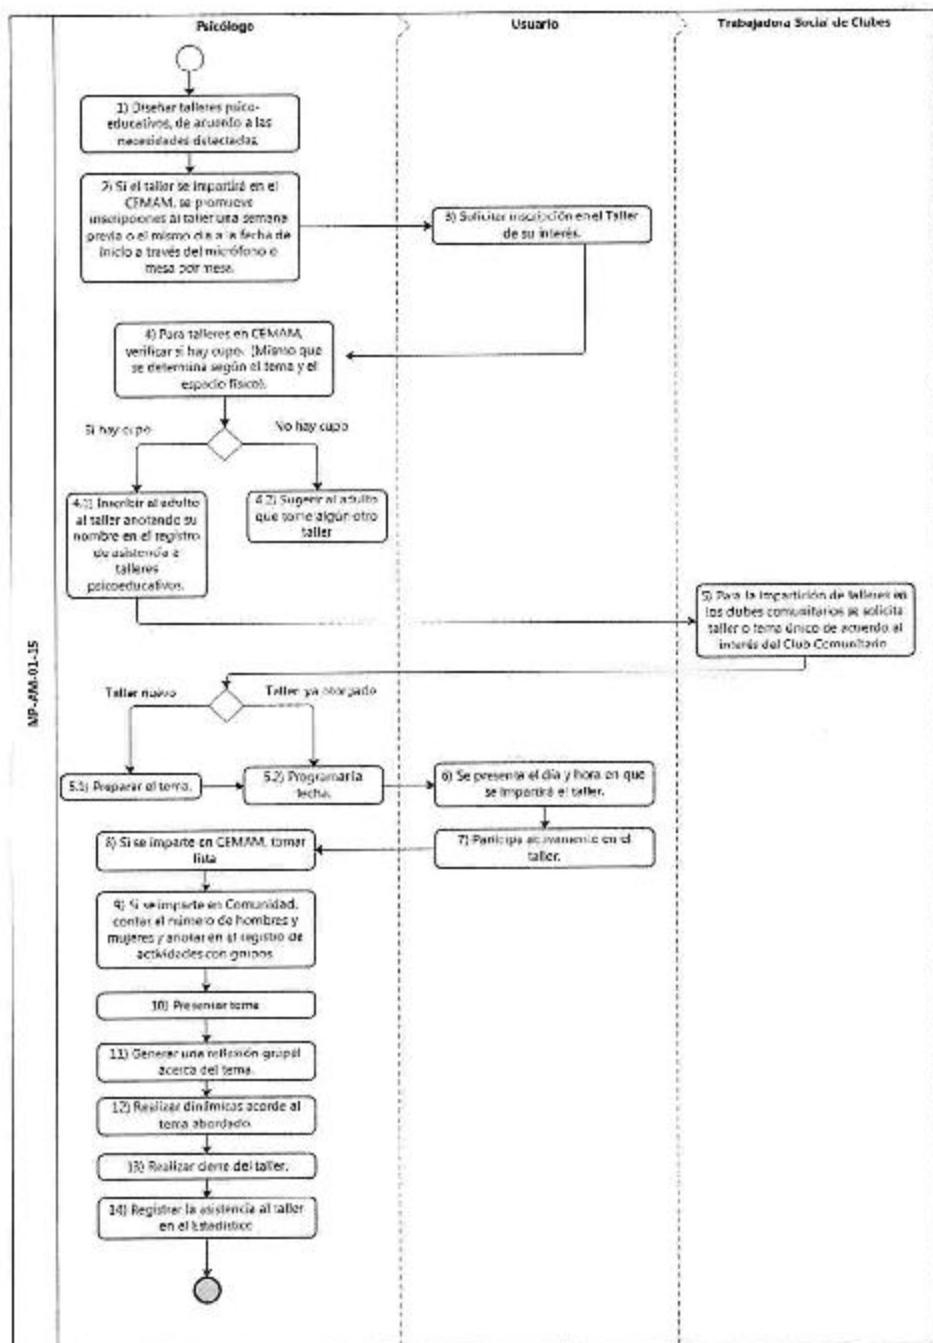 Psicólogo
Usuario
Trabajadora Social de Clubes
MP-AM-01-15
1) Diseñar talleres psico-
educativos, de acuerdo a las
necesidades detectadas.
2) Si el taller se impartirá en el
CEMAM, se promueve
inscripciones al taller una semana
previa o el mismo día a la fecha de
inicio a través del micrófono o
mesa por mesa.
3) Solicitar inscripción en el Taller
de su interés.
4) Para talleres en CEMAM,
verificar si hay cupo. (Mismo que
se determina según el tema y el
espacio físico).
Si hay cupo
No hay cupo
4.1) Inscribir al adulto
al taller anotando su
nombre en el registro
de asistencia a
talleres
psicoeducativos.
4.2) Sugerir al adulto
que tome algún otro
taller
5) Para la impartición de talleres en
los clubes comunitarios se solicita
taller o tema único de acuerdo al
interés del Club Comunitario
Taller nuevo
Taller ya otorgado
5.1) Preparar el tema.
5.2) Programar la
fecha.
6) Se presenta el día y hora en que
se impartirá el taller.
7) Participa activamente en el
taller.
8) Si se imparte en CEMAM, tomar
lista
9) Si se imparte en Comunidad,
contar el número de hombres y
mujeres y anotar en el registro de
actividades con grupos
10) Presentar tema
11) Generar una reflexión grupal
acerca del tema.
12) Realizar dinámicas acorde al
tema abordado.
13) Realizar cierre del taller.
14) Registrar la asistencia al taller
en el Estadístico